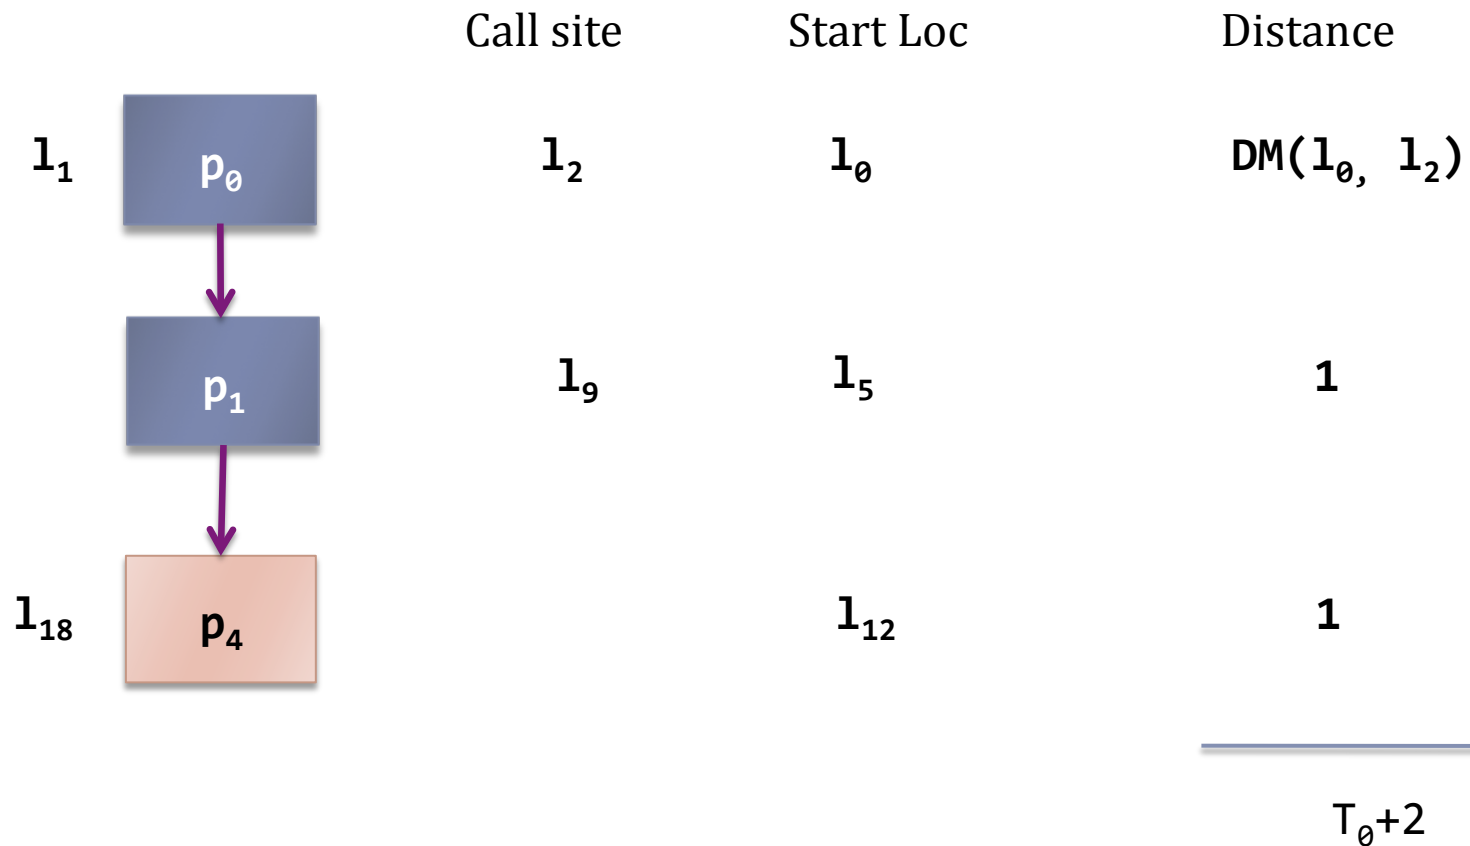 Call site Start Loc Distance
l₁ p₀ l₂ l₀ DM(l₀, l₂)
p₁ l₉ l₅ 1
l₁₈ p₄ l₁₂ 1
T₀+2